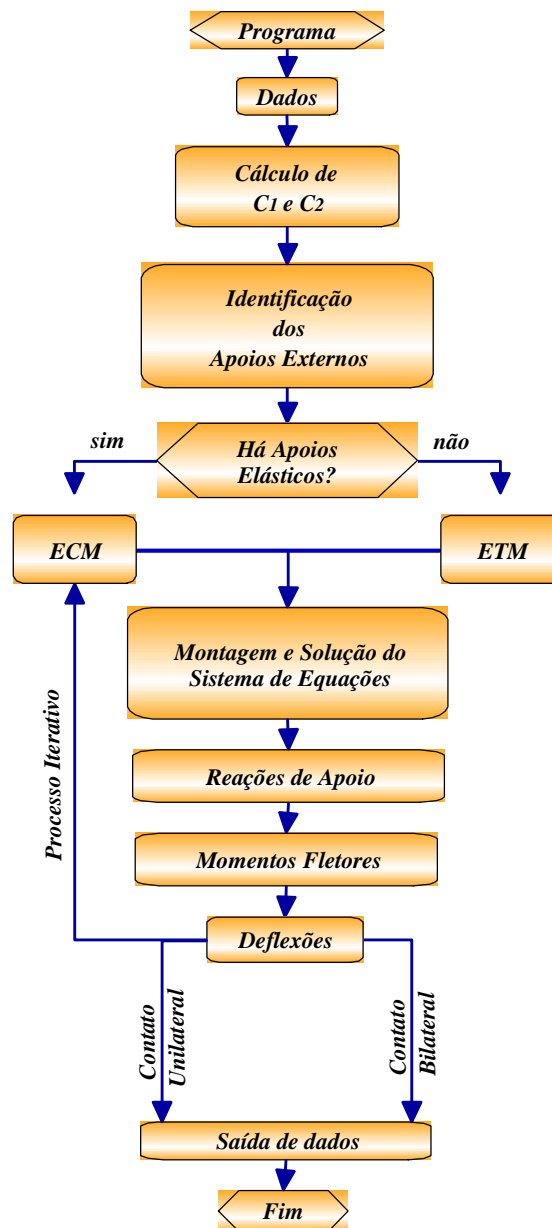 Programa
Dados
Cálculo de
C1 e C2
Identificação
dos
Apoios Externos
sim
Há Apoios
Elásticos?
não
ECM
ETM
Montagem e Solução do
Sistema de Equações
Processo Iterativo
Reações de Apoio
Momentos Fletores
Deflexões
Contato
Unilateral
Contato
Bilateral
Saída de dados
Fim